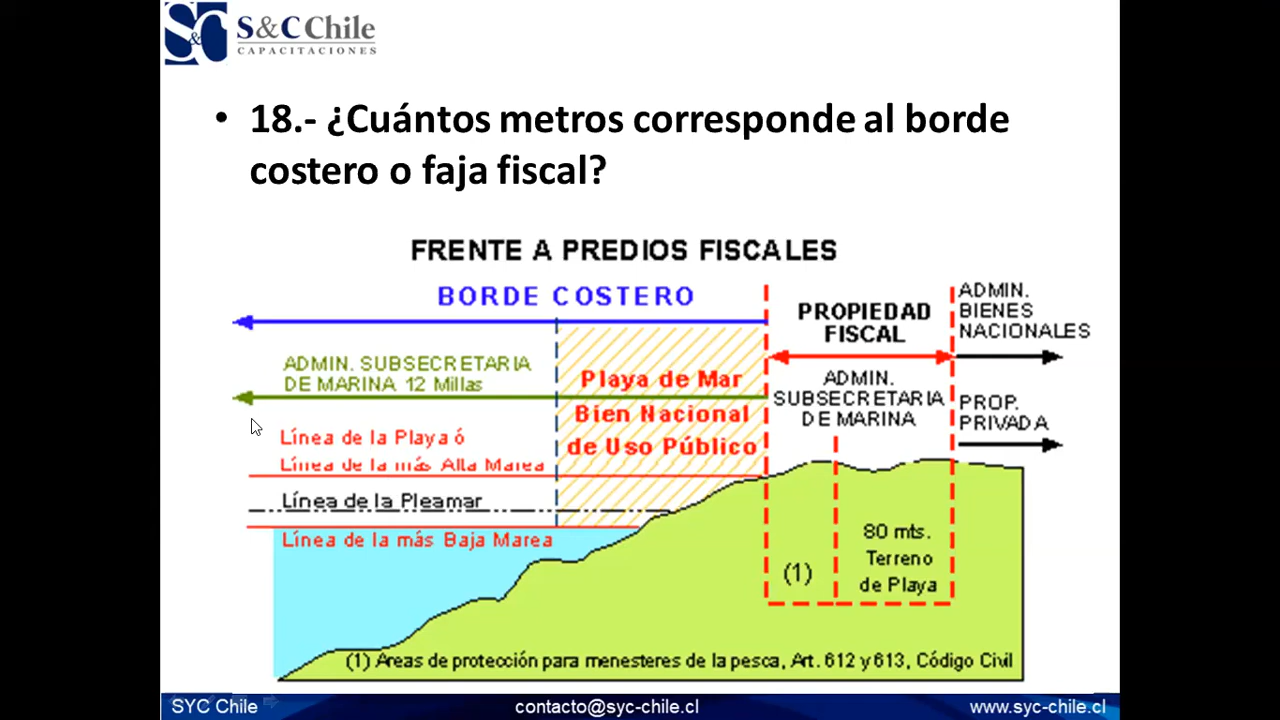 S&C Chile
CAPACITACIONES
• 18.- ¿Cuántos metros corresponde al borde
costero o faja fiscal?
FRENTE A PREDIOS FISCALES
BORDE COSTERO
PROPIEDAD
FISCAL
ADMIN.
BIENES
NACIONALES
ADMIN. SUBSECRETARIA
DE MARINA 12 Millas
Playa de Mar
Bien Nacional
de Uso Público
ADMIN.
SUBSECRETARIA
DE MARINA
PROP.
PRIVADA
Línea de la Playa ó
Línea de la más Alta Marea
Línea de la Pleamar
Línea de la más Baja Marea
(1)
80 mts.
Terreno
de Playa
(1) Areas de protección para menesteres de la pesca, Art. 612 y 613, Código Civil
SYC Chile
contacto@syc-chile.cl
www.syc-chile.cl